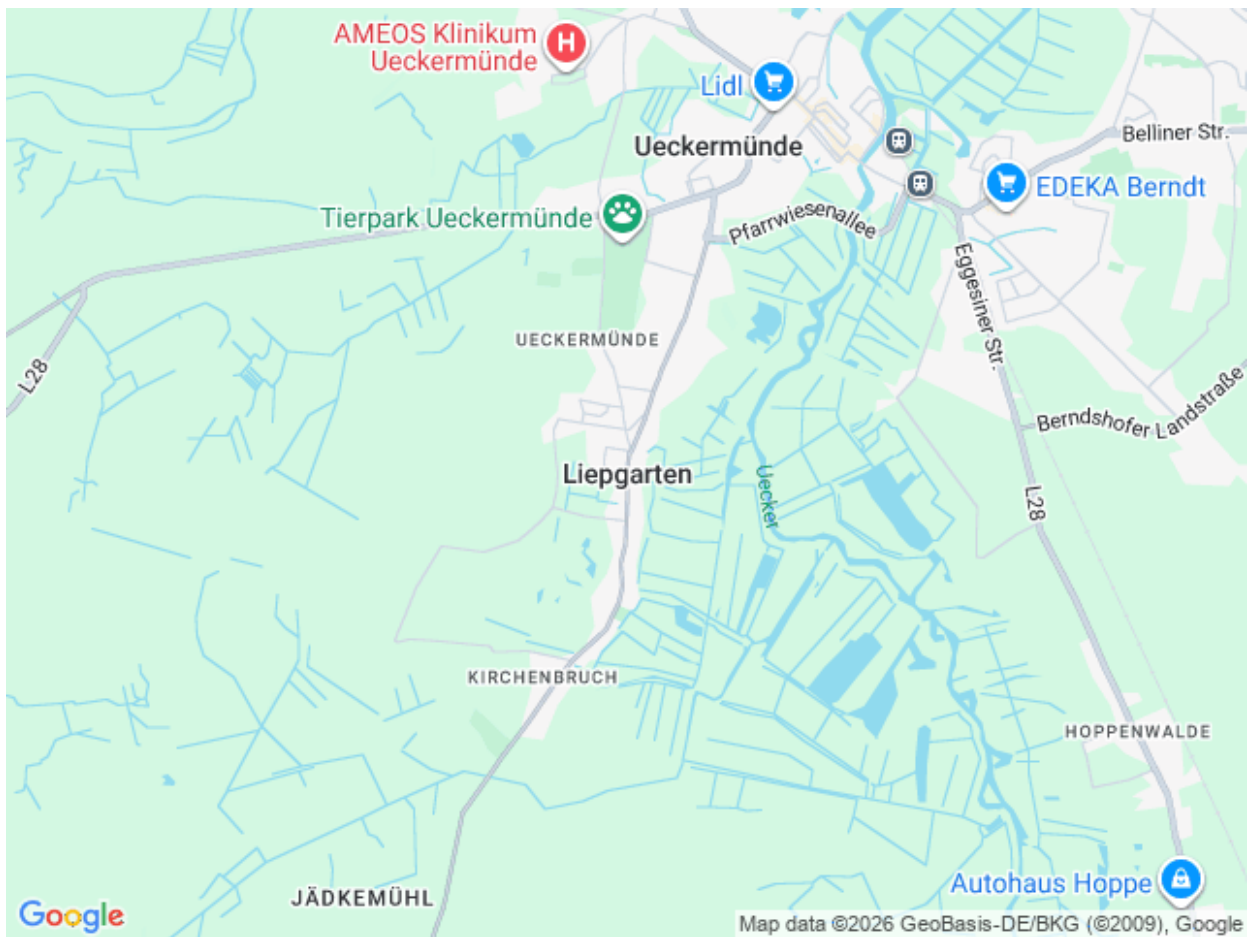 AMEOS Klinikum
Ueckermünde
H
Lidl
Ueckermünde
Belliner Str.
EDEKA Berndt
Tierpark Ueckermünde
Pfarrwiesenallee
Eggesiner Str.
UECKERMÜNDE
L28
Berndshofer Landstraße
Liepgarten
Uecker
L28
KIRCHENBRUCH
HOPPENWALDE
JÄDKEMÜHL
Autohaus Hoppe
Google
Map data ©2026 GeoBasis-DE/BKG (©2009), Google